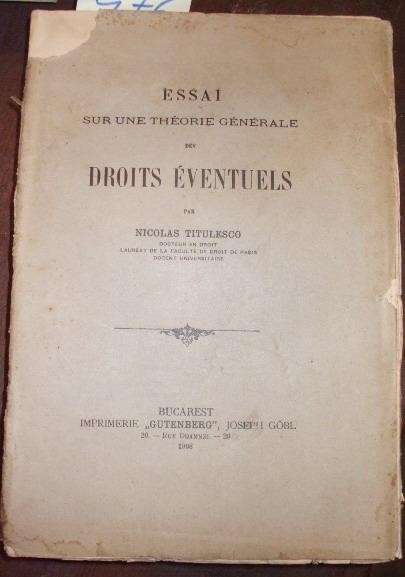 ESSAI
SUR UNE THÉORIE GÉNÉRALE
DES
DROITS ÉVENTUELS
PAR
NICOLAS TITULESCO
DOCTEUR EN DROIT
LAURÉAT DE LA FACULTÉ DE DROIT DE PARIS
DOCENT UNIVERSITAIRE
BUCAREST
IMPRIMERIE „GUTENBERG", JOSEPH GÖBL
20. — RUE DOAMNEI. — 20